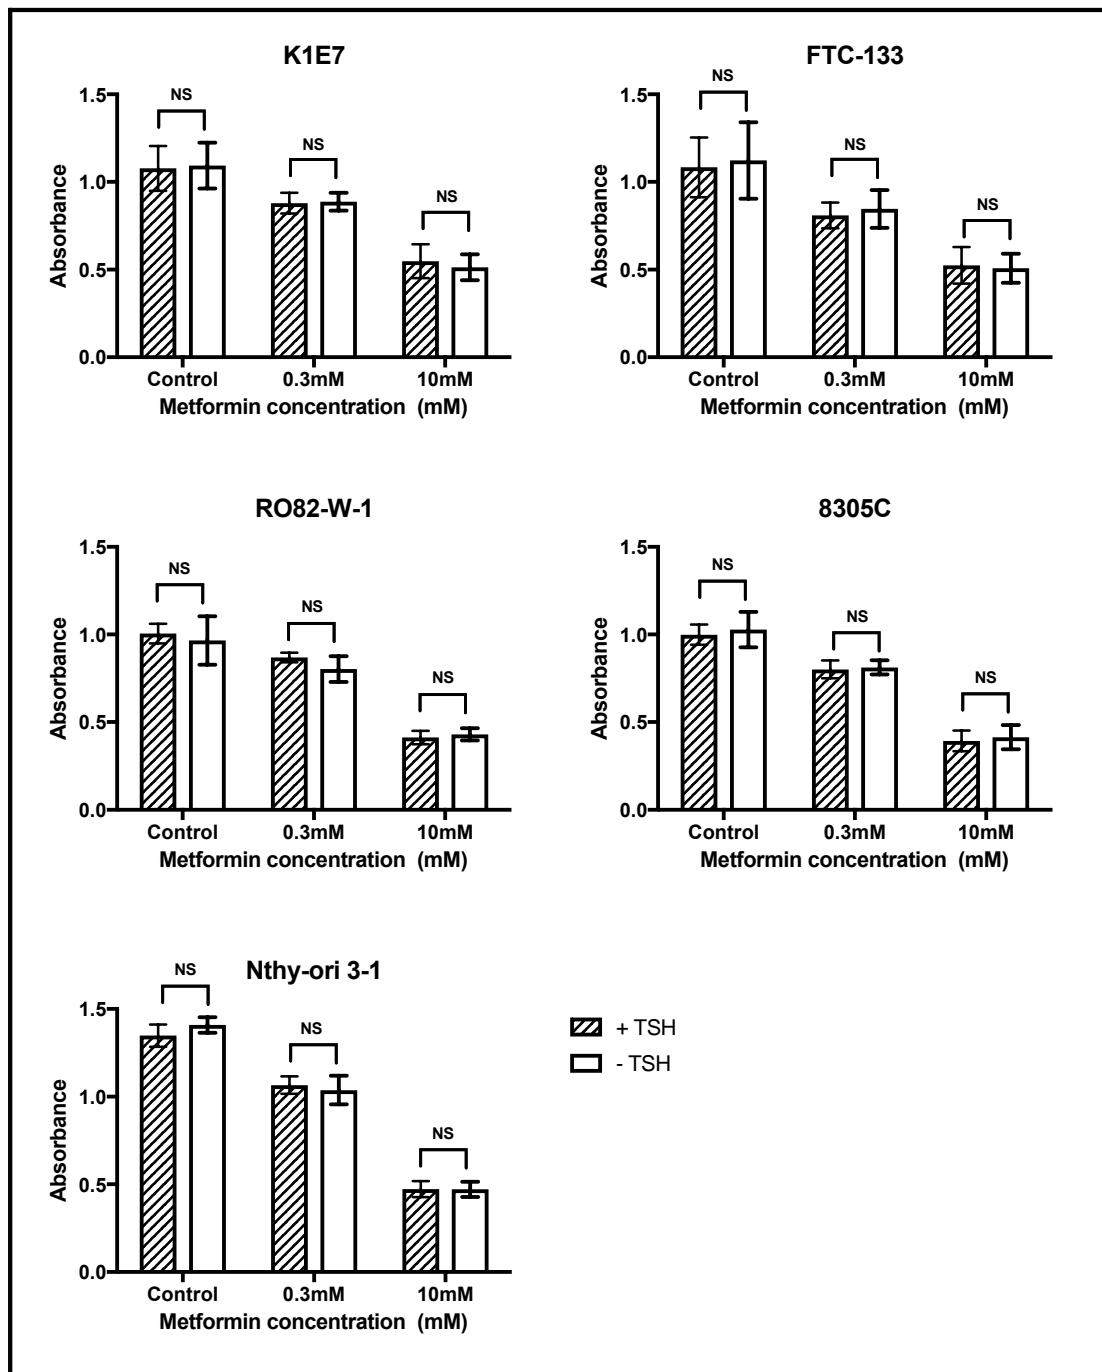 K1E7
NS
NS
NS
1.5
1.0
0.5
0.0
Absorbance
Control 0.3mM 10mM
Metformin concentration (mM)
FTC-133
NS
NS
NS
1.5
1.0
0.5
0.0
Absorbance
Control 0.3mM 10mM
Metformin concentration (mM)
RO82-W-1
NS
NS
NS
1.5
1.0
0.5
0.0
Absorbance
Control 0.3mM 10mM
Metformin concentration (mM)
8305C
NS
NS
NS
1.5
1.0
0.5
0.0
Absorbance
Control 0.3mM 10mM
Metformin concentration (mM)
Nthy-ori 3-1
NS
NS
NS
1.5
1.0
0.5
0.0
Absorbance
Control 0.3mM 10mM
Metformin concentration (mM)
+ TSH
- TSH